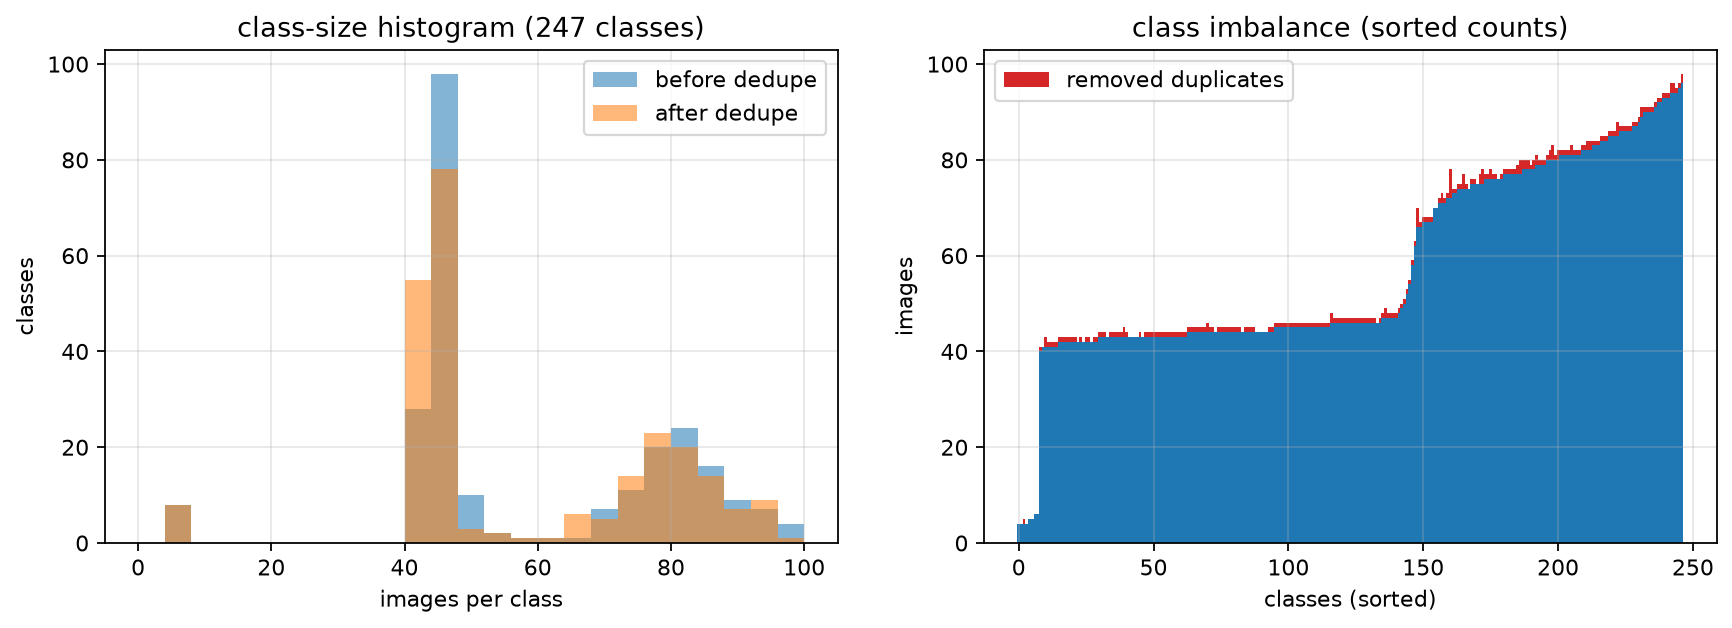 class-size histogram (247 classes)
before dedupe
after dedupe
classes
100
80
60
40
20
0
0 20 40 60 80 100
images per class
class imbalance (sorted counts)
removed duplicates
images
100
80
60
40
20
0
0 50 100 150 200 250
classes (sorted)